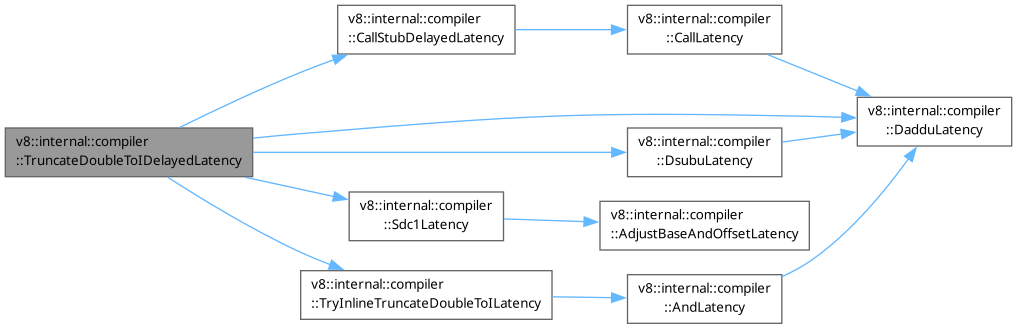 v8::internal::compiler
::TruncateDoubleToIDelayedLatency
v8::internal::compiler
::CallStubDelayedLatency
v8::internal::compiler
::CallLatency
v8::internal::compiler
::DadduLatency
v8::internal::compiler
::DsubuLatency
v8::internal::compiler
::Sdc1Latency
v8::internal::compiler
::AdjustBaseAndOffsetLatency
v8::internal::compiler
::TryInlineTruncateDoubleToILatency
v8::internal::compiler
::AndLatency